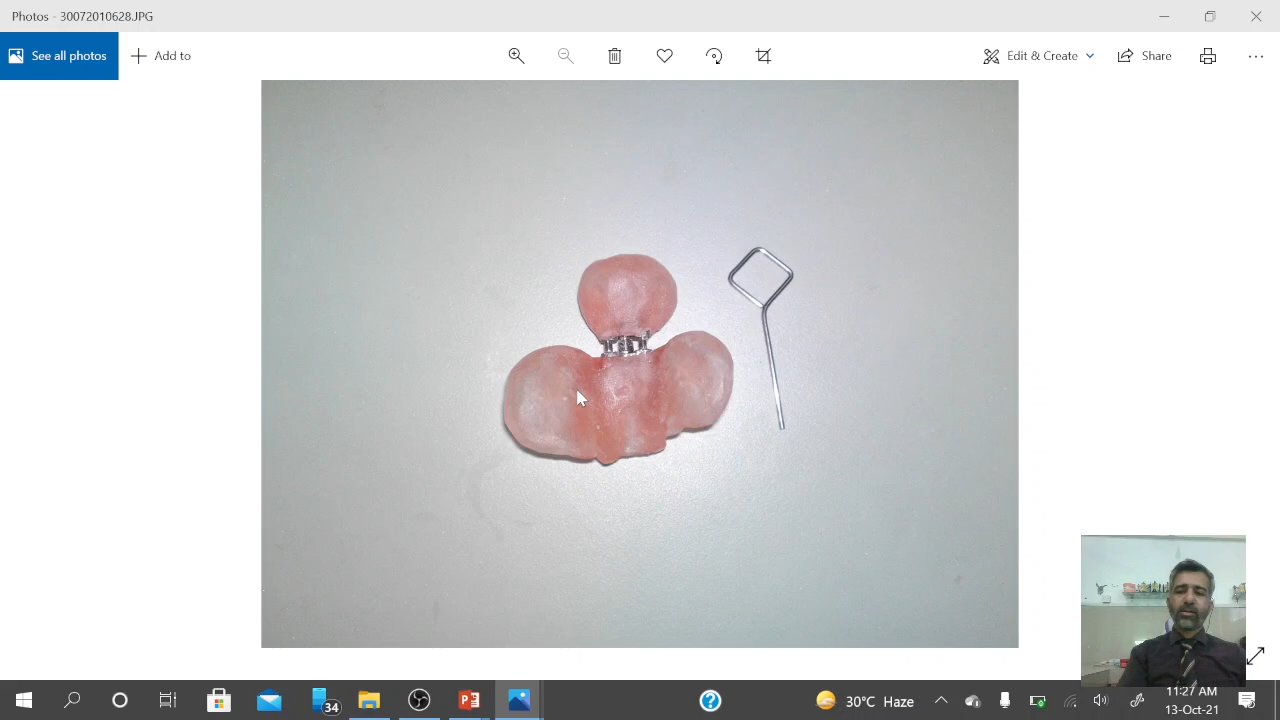 Photos - 30072010628.JPG
See all photos
Add to
Edit & Create
Share
34
30°C Haze
11:27 AM
13-Oct-21